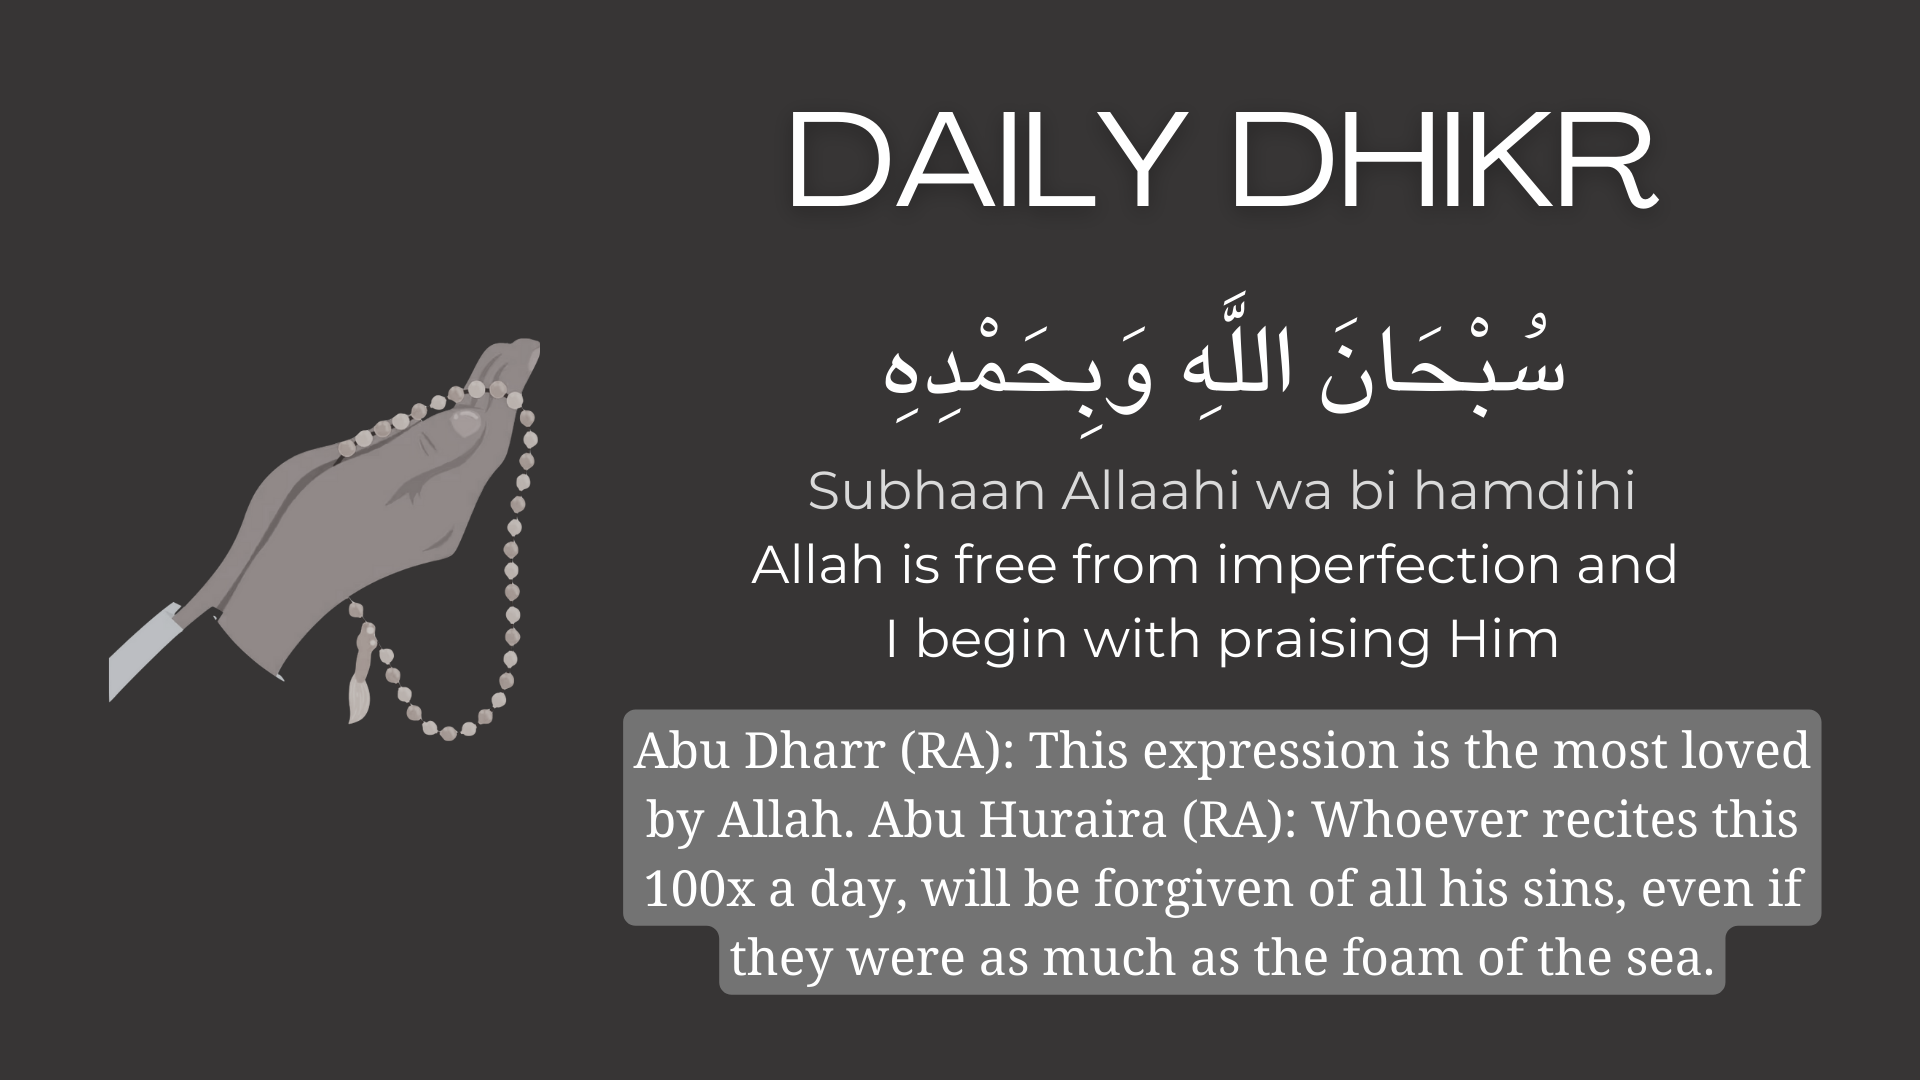 DAILY DHIKR
سُبْحَانَ اللَّهِ وَبِحَمْدِهِ
Subhaan Allaahi wa bi hamdihi
Allah is free from imperfection and
I begin with praising Him
Abu Dharr (RA): This expression is the most loved
by Allah. Abu Huraira (RA): Whoever recites this
100x a day, will be forgiven of all his sins, even if
they were as much as the foam of the sea.